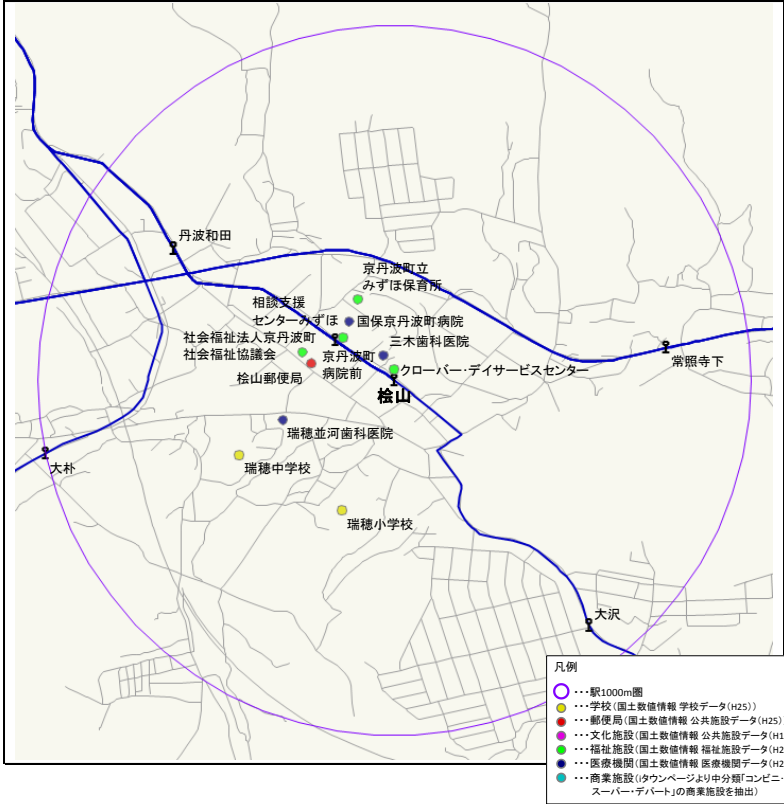 丹波和田
京丹波町立
みずほ保育所
相談支援
センターみずほ
国保京丹波町病院
社会福祉法人京丹波町
社会福祉協議会
三木歯科医院
京丹波町
病院前
常照寺下
クローバー・デイサービスセンター
桧山郵便局
桧山
瑞穂並河歯科医院
大朴
瑞穂中学校
瑞穂小学校
大沢
凡例
・・・駅1000m圏
・・・学校(国土数値情報 学校データ(H25))
・・・郵便局(国土数値情報 公共施設データ(H25)
・・・文化施設(国土数値情報 公共施設データ(H1
・・・福祉施設(国土数値情報 福祉施設データ(H2
・・・医療機関(国土数値情報 医療機関データ(H2
・・・商業施設(iタウンページより中分類「コンビニ・
スーパー・デパート」の商業施設を抽出)